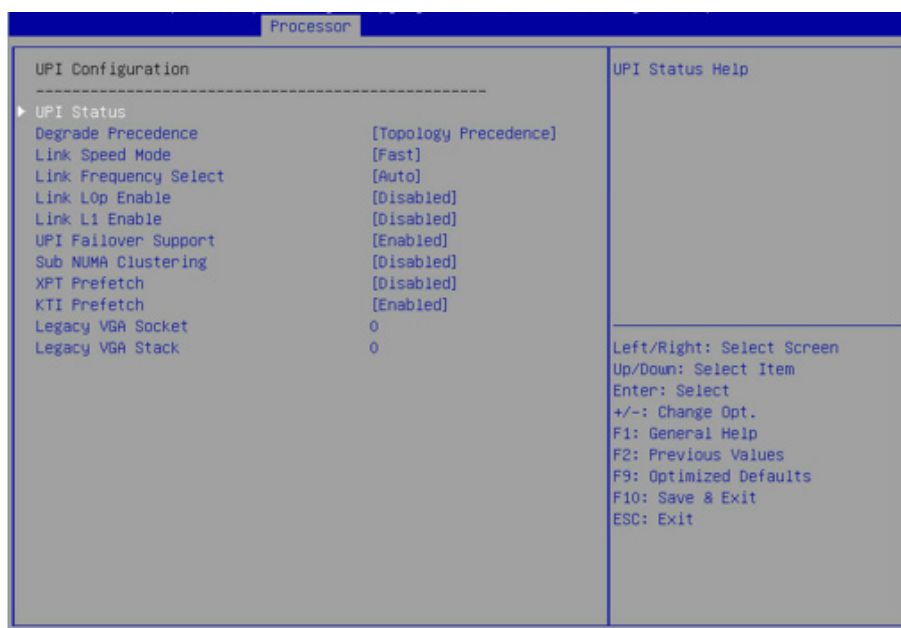 Processor
UPI Configuration
UPI Status Help
--------------------------------------------------
UPI Status
Degrade Precedence [Topology Precedence]
Link Speed Mode [Fast]
Link Frequency Select [Auto]
Link L0p Enable [Disabled]
Link L1 Enable [Disabled]
UPI Failover Support [Enabled]
Sub NUMA Clustering [Disabled]
XPT Prefetch [Disabled]
KTI Prefetch [Enabled]
Legacy VGA Socket 0
Legacy VGA Stack 0
Left/Right: Select Screen
Up/Down: Select Item
Enter: Select
+/-: Change Opt.
F1: General Help
F2: Previous Values
F9: Optimized Defaults
F10: Save & Exit
ESC: Exit